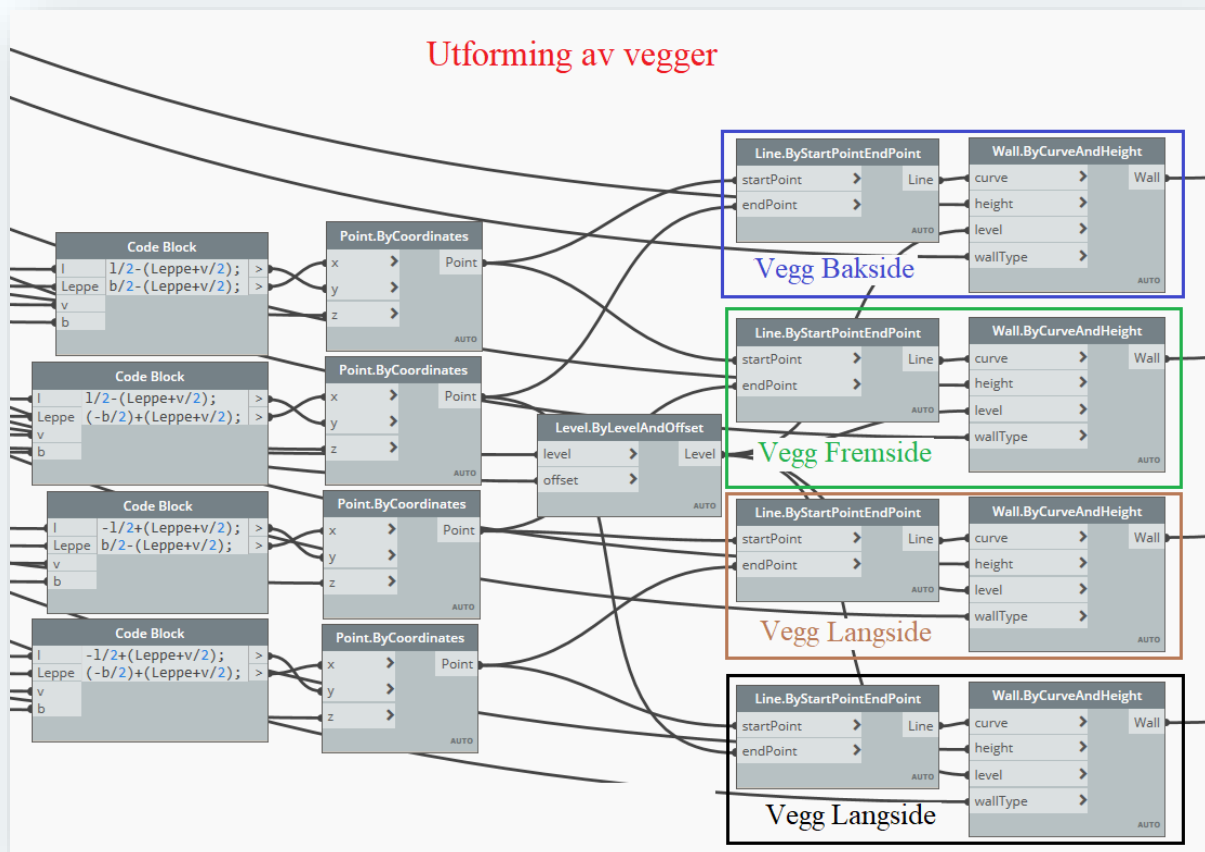 Utforming av vegger
Code Block
l l/2-(Leppe+v/2); >
Leppe b/2-(Leppe+v/2); >
v
b
Point.ByCoordinates
x > Point
y >
z >
AUTO
Code Block
l l/2-(Leppe+v/2); >
Leppe (-b/2)+(Leppe+v/2); >
v
b
Point.ByCoordinates
x > Point
y >
z >
AUTO
Code Block
l -l/2+(Leppe+v/2); >
Leppe b/2-(Leppe+v/2); >
v
b
Point.ByCoordinates
x > Point
y >
z >
AUTO
Code Block
l -l/2+(Leppe+v/2); >
Leppe (-b/2)+(Leppe+v/2); >
v
b
Point.ByCoordinates
x > Point
y >
z >
AUTO
Level.ByLevelAndOffset
level > Level
offset >
AUTO
Line.ByStartPointEndPoint
startPoint > Line
endPoint >
AUTO
Wall.ByCurveAndHeight
curve > Wall
height >
level >
wallType >
AUTO
Vegg Bakside
Line.ByStartPointEndPoint
startPoint > Line
endPoint >
AUTO
Wall.ByCurveAndHeight
curve > Wall
height >
level >
wallType >
AUTO
Vegg Fremside
Line.ByStartPointEndPoint
startPoint > Line
endPoint >
AUTO
Wall.ByCurveAndHeight
curve > Wall
height >
level >
wallType >
AUTO
Vegg Langside
Line.ByStartPointEndPoint
startPoint > Line
endPoint >
AUTO
Wall.ByCurveAndHeight
curve > Wall
height >
level >
wallType >
AUTO
Vegg Langside